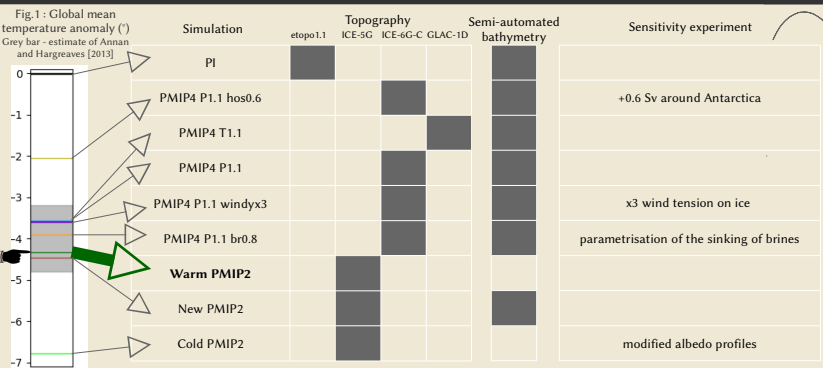 Fig.1 : Global mean
temperature anomaly (°)
Grey bar - estimate of Annan
and Hargreaves [2013]
0
-1
-2
-3
-4
-5
-6
-7
Simulation
Topography
etopo1.1 ICE-5G ICE-6G-C GLAC-1D
Semi-automated
bathymetry
Sensitivity experiment
PI
PMIP4 P1.1 hos0.6 +0.6 Sv around Antarctica
PMIP4 T1.1
PMIP4 P1.1
PMIP4 P1.1 windyx3 x3 wind tension on ice
PMIP4 P1.1 br0.8 parametrisation of the sinking of brines
Warm PMIP2
New PMIP2
Cold PMIP2 modified albedo profiles